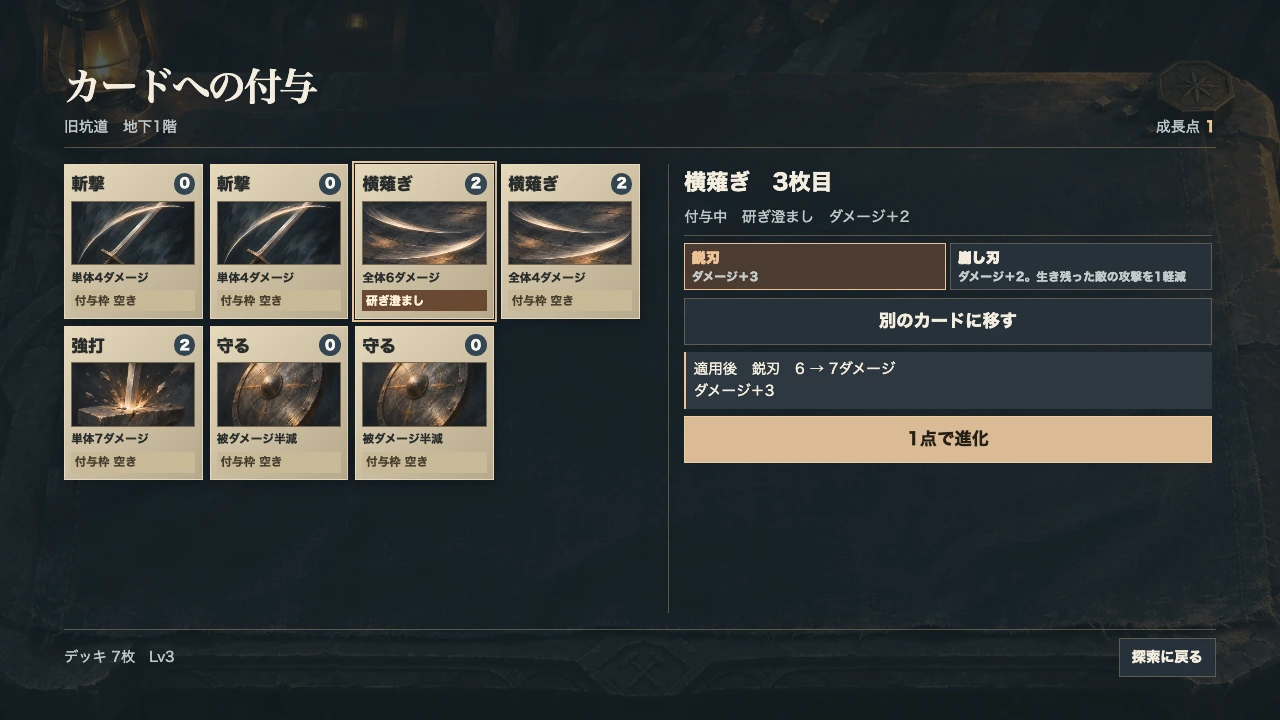 カードへの付与
旧坑道　地下1階
成長点 1
斬撃 0
単体4ダメージ
付与枠 空き
斬撃 0
単体4ダメージ
付与枠 空き
横薙ぎ 2
全体6ダメージ
研ぎ澄まし
横薙ぎ 2
全体4ダメージ
付与枠 空き
強打 2
単体7ダメージ
付与枠 空き
守る 0
被ダメージ半減
付与枠 空き
守る 0
被ダメージ半減
付与枠 空き
横薙ぎ　3枚目
付与中　研ぎ澄まし　ダメージ＋2
鋭刃
ダメージ＋3
崩し刃
ダメージ＋2。生き残った敵の攻撃を1軽減
別のカードに移す
適用後　鋭刃　6 → 7ダメージ
ダメージ＋3
1点で進化
デッキ 7枚　Lv3
探索に戻る